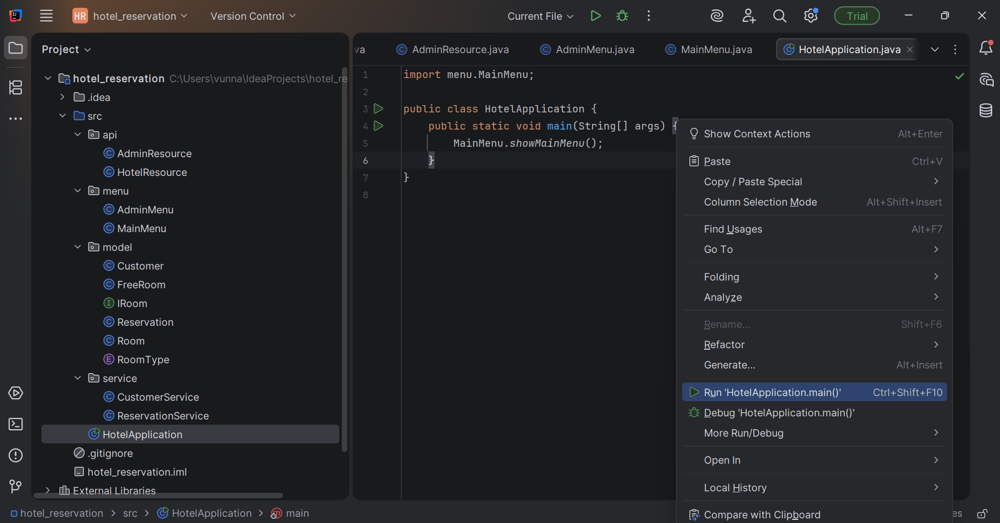 HR hotel_reservation Version Control Current File Trial
Project
hotel_reservation C:\Users\vunna\IdeaProjects\hotel_re
.idea
src
api
AdminResource
HotelResource
menu
AdminMenu
MainMenu
model
Customer
FreeRoom
IRoom
Reservation
Room
RoomType
service
CustomerService
ReservationService
HotelApplication
.gitignore
hotel_reservation.iml
External Libraries
va AdminResource.java AdminMenu.java MainMenu.java HotelApplication.java
1 import menu.MainMenu;
2
3 public class HotelApplication {
4 public static void main(String[] args) {
5 MainMenu.showMainMenu();
6 }
7 }
8
Show Context Actions Alt+Enter
Paste Ctrl+V
Copy / Paste Special
Column Selection Mode Alt+Shift+Insert
Find Usages Alt+F7
Go To
Folding
Analyze
Rename... Shift+F6
Refactor
Generate... Alt+Insert
Run 'HotelApplication.main()' Ctrl+Shift+F10
Debug 'HotelApplication.main()'
More Run/Debug
Open In
Local History
Compare with Clipboard
hotel_reservation > src > HotelApplication > main es